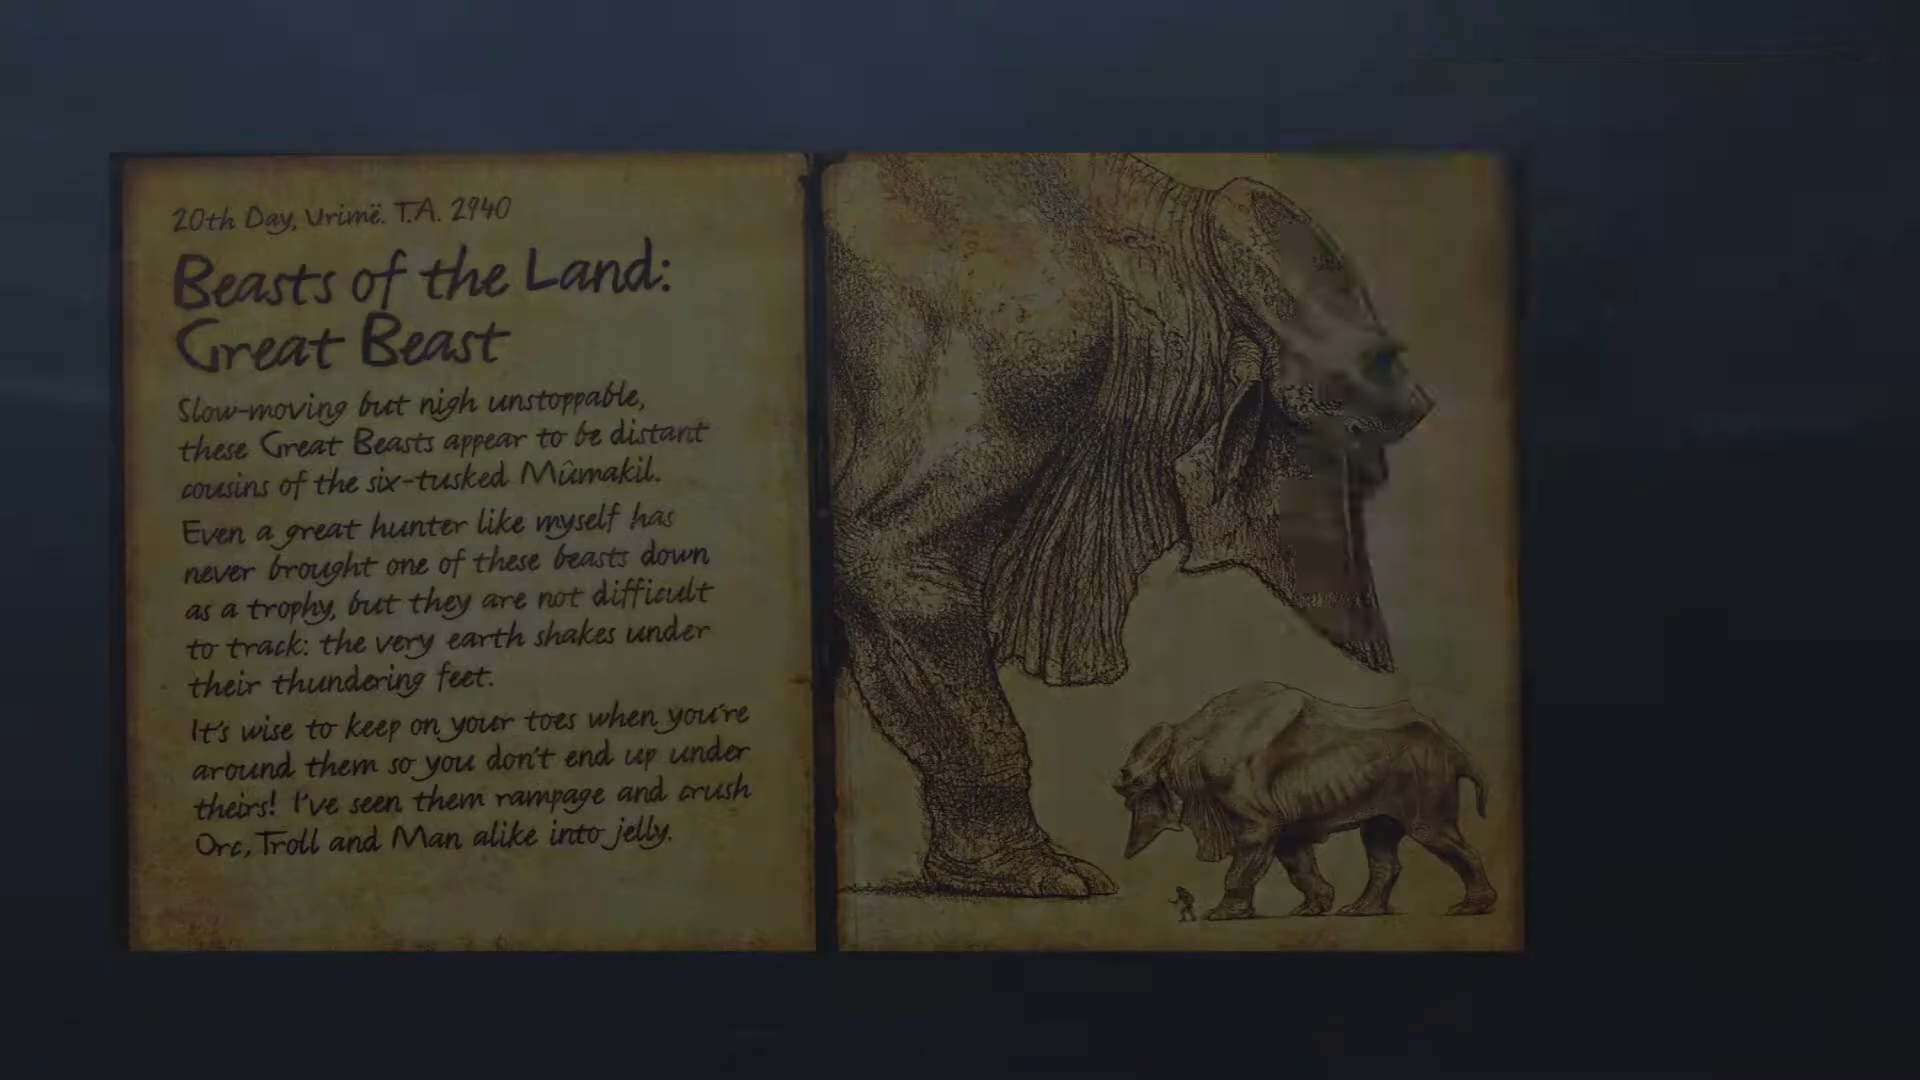 20th Day, Urimë. T.A. 2940
Beasts of the Land:
Great Beast
Slow-moving but nigh unstoppable,
these Great Beasts appear to be distant
cousins of the six-tusked Mûmakil.
Even a great hunter like myself has
never brought one of these beasts down
as a trophy, but they are not difficult
to track: the very earth shakes under
their thundering feet.
It's wise to keep on your toes when you're
around them so you don't end up under
theirs! I've seen them rampage and crush
Orc, Troll and Man alike into jelly.